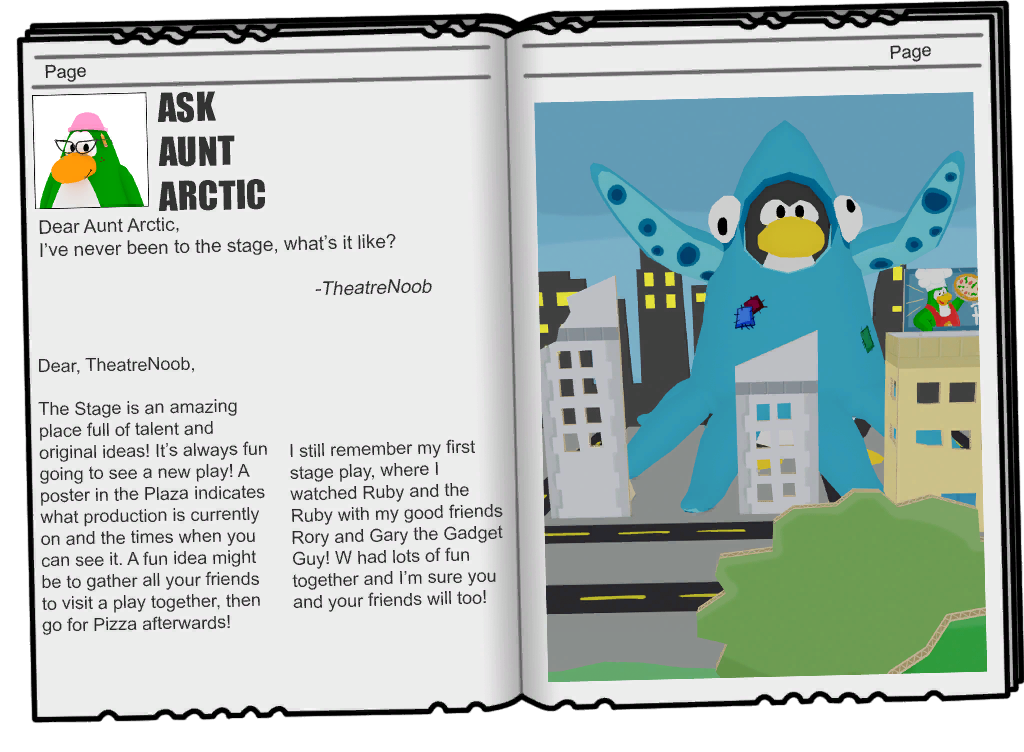 Page
ASK
AUNT
ARCTIC
Dear Aunt Arctic,
I've never been to the stage, what's it like?
-TheatreNoob
Dear, TheatreNoob,
The Stage is an amazing
place full of talent and
original ideas! It's always fun
going to see a new play! A
poster in the Plaza indicates
what production is currently
on and the times when you
can see it. A fun idea might
be to gather all your friends
to visit a play together, then
go for Pizza afterwards!
I still remember my first
stage play, where I
watched Ruby and the
Ruby with my good friends
Rory and Gary the Gadget
Guy! W had lots of fun
together and I'm sure you
and your friends will too!
Page